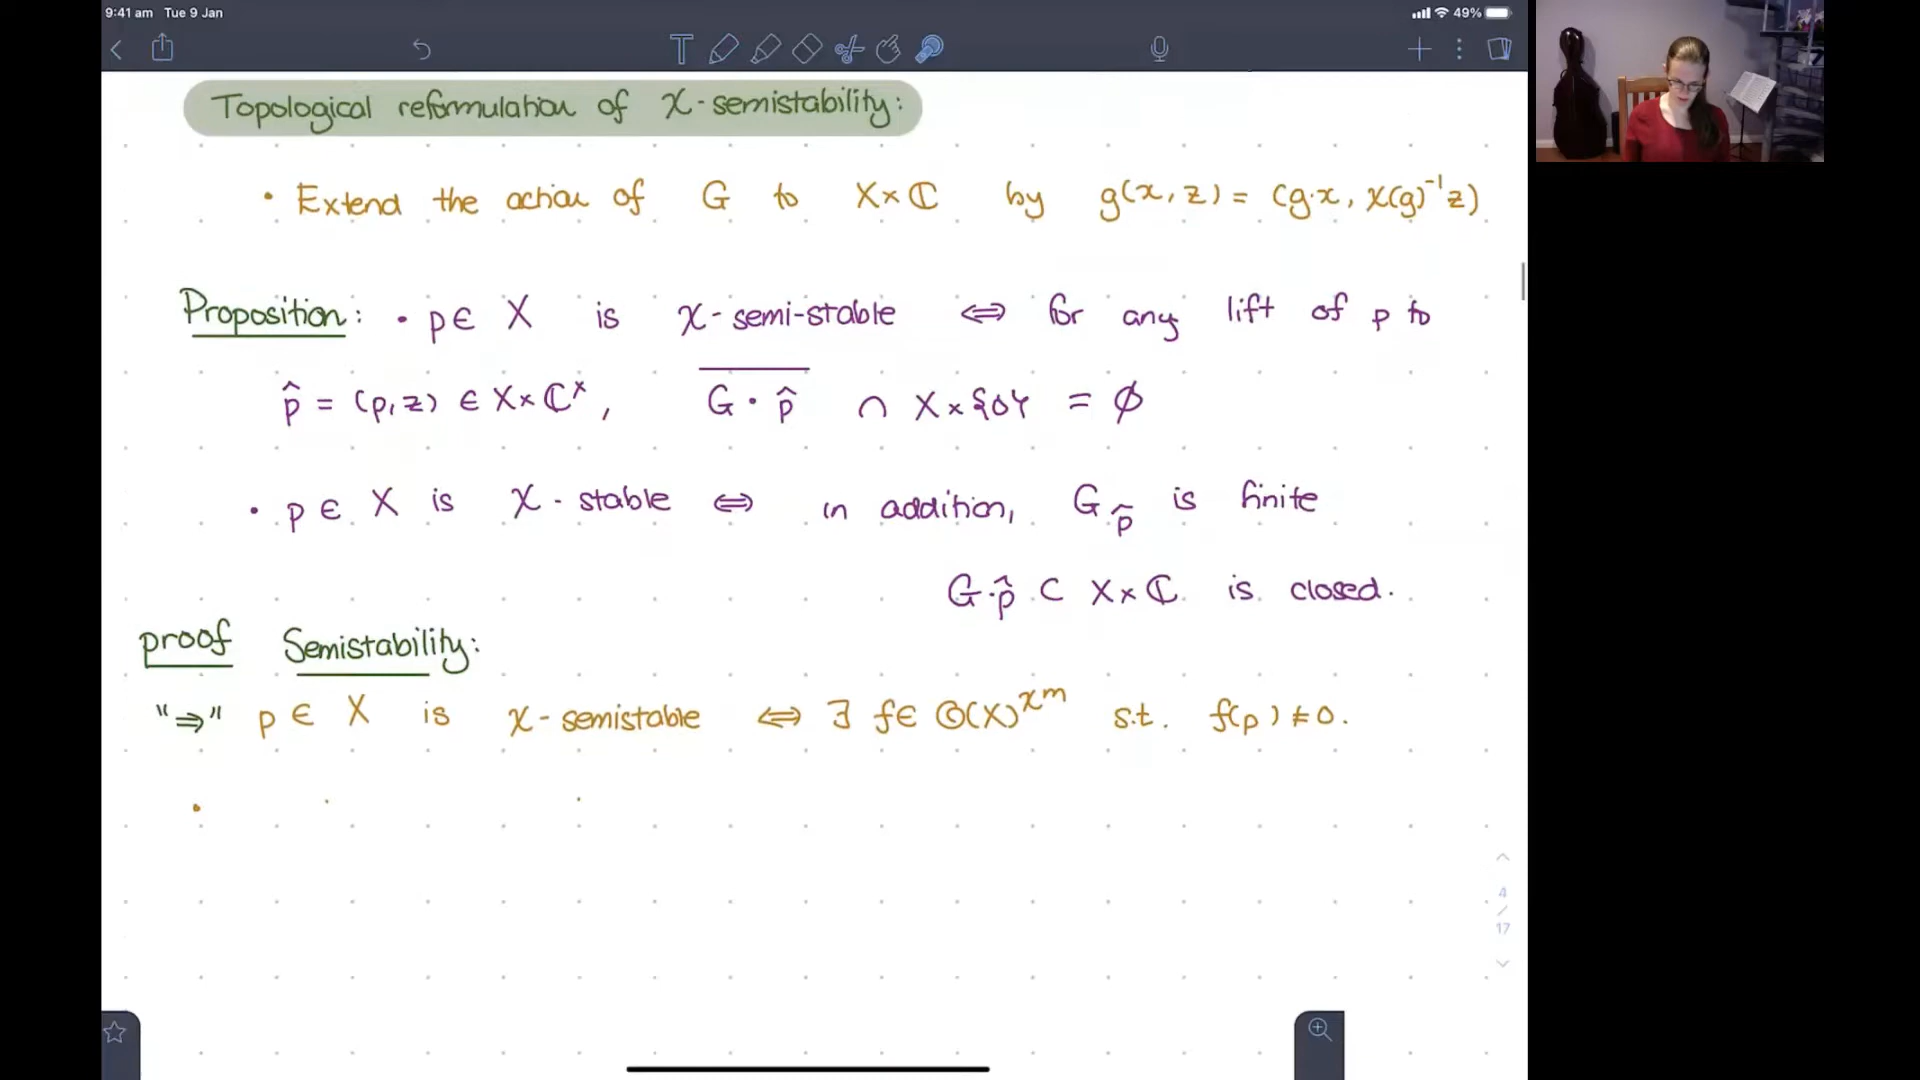 9:41 am Tue 9 Jan 49%
Topological reformulation of χ-semistability:
• Extend the action of G to X×ℂ by g(x, z) = (g·x, χ(g)⁻¹z)
Proposition: • p ∈ X is χ-semi-stable ⟺ for any lift of p to
p̂ = (p, z) ∈ X×ℂˣ, \overline{G · p̂} ∩ X×{0} = ∅
• p ∈ X is χ-stable ⟺ in addition, G_p̂ is finite
G·p̂ ⊂ X×ℂ is closed.
proof Semistability:
"⇒" p ∈ X is χ-semistable ⟺ ∃ f ∈ O(X)^{χ^m} s.t. f(p) ≠ 0.
4
/
17